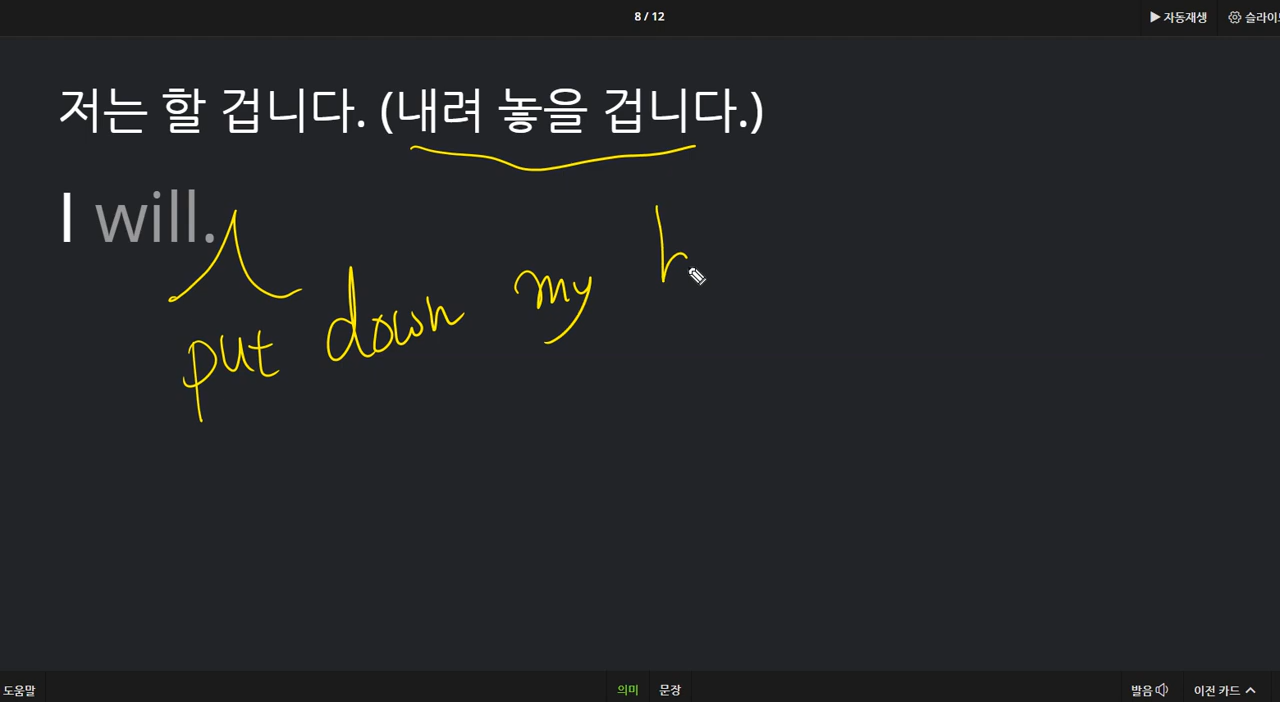 8 / 12
▶ 자동재생
슬라이드
저는 할 겁니다. (내려 놓을 겁니다.)
I will.
put down my h
도움말
의미
문장
발음
이전 카드